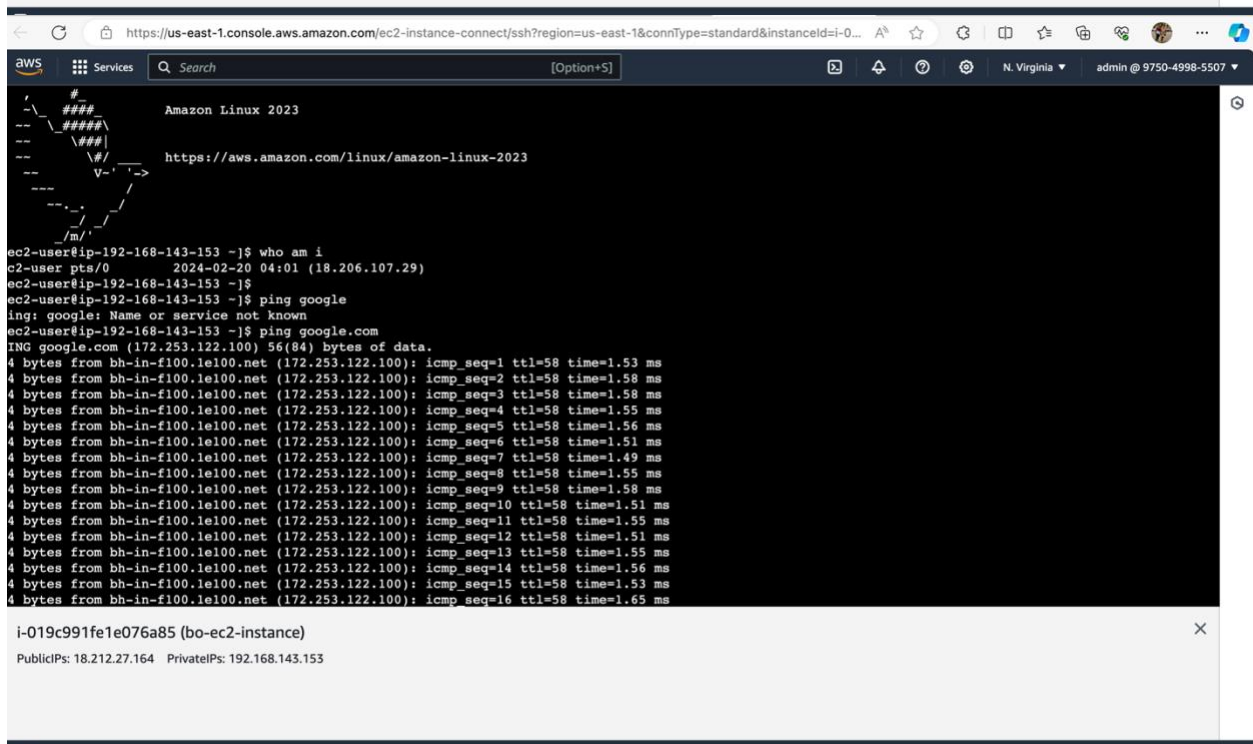 https://us-east-1.console.aws.amazon.com/ec2-instance-connect/ssh?region=us-east-1&connType=standard&instanceId=i-0...
aws Services Search [Option+S] N. Virginia admin @ 9750-4998-5507
Amazon Linux 2023
https://aws.amazon.com/linux/amazon-linux-2023
ec2-user@ip-192-168-143-153 ~]$ who am i
c2-user pts/0 2024-02-20 04:01 (18.206.107.29)
ec2-user@ip-192-168-143-153 ~]$
ec2-user@ip-192-168-143-153 ~]$ ping google
ing: google: Name or service not known
ec2-user@ip-192-168-143-153 ~]$ ping google.com
ING google.com (172.253.122.100) 56(84) bytes of data.
4 bytes from bh-in-f100.1e100.net (172.253.122.100): icmp_seq=1 ttl=58 time=1.53 ms
4 bytes from bh-in-f100.1e100.net (172.253.122.100): icmp_seq=2 ttl=58 time=1.58 ms
4 bytes from bh-in-f100.1e100.net (172.253.122.100): icmp_seq=3 ttl=58 time=1.58 ms
4 bytes from bh-in-f100.1e100.net (172.253.122.100): icmp_seq=4 ttl=58 time=1.55 ms
4 bytes from bh-in-f100.1e100.net (172.253.122.100): icmp_seq=5 ttl=58 time=1.56 ms
4 bytes from bh-in-f100.1e100.net (172.253.122.100): icmp_seq=6 ttl=58 time=1.51 ms
4 bytes from bh-in-f100.1e100.net (172.253.122.100): icmp_seq=7 ttl=58 time=1.49 ms
4 bytes from bh-in-f100.1e100.net (172.253.122.100): icmp_seq=8 ttl=58 time=1.55 ms
4 bytes from bh-in-f100.1e100.net (172.253.122.100): icmp_seq=9 ttl=58 time=1.58 ms
4 bytes from bh-in-f100.1e100.net (172.253.122.100): icmp_seq=10 ttl=58 time=1.51 ms
4 bytes from bh-in-f100.1e100.net (172.253.122.100): icmp_seq=11 ttl=58 time=1.55 ms
4 bytes from bh-in-f100.1e100.net (172.253.122.100): icmp_seq=12 ttl=58 time=1.51 ms
4 bytes from bh-in-f100.1e100.net (172.253.122.100): icmp_seq=13 ttl=58 time=1.55 ms
4 bytes from bh-in-f100.1e100.net (172.253.122.100): icmp_seq=14 ttl=58 time=1.56 ms
4 bytes from bh-in-f100.1e100.net (172.253.122.100): icmp_seq=15 ttl=58 time=1.53 ms
4 bytes from bh-in-f100.1e100.net (172.253.122.100): icmp_seq=16 ttl=58 time=1.65 ms
i-019c991fe1e076a85 (bo-ec2-instance)
PublicIPs: 18.212.27.164 PrivateIPs: 192.168.143.153